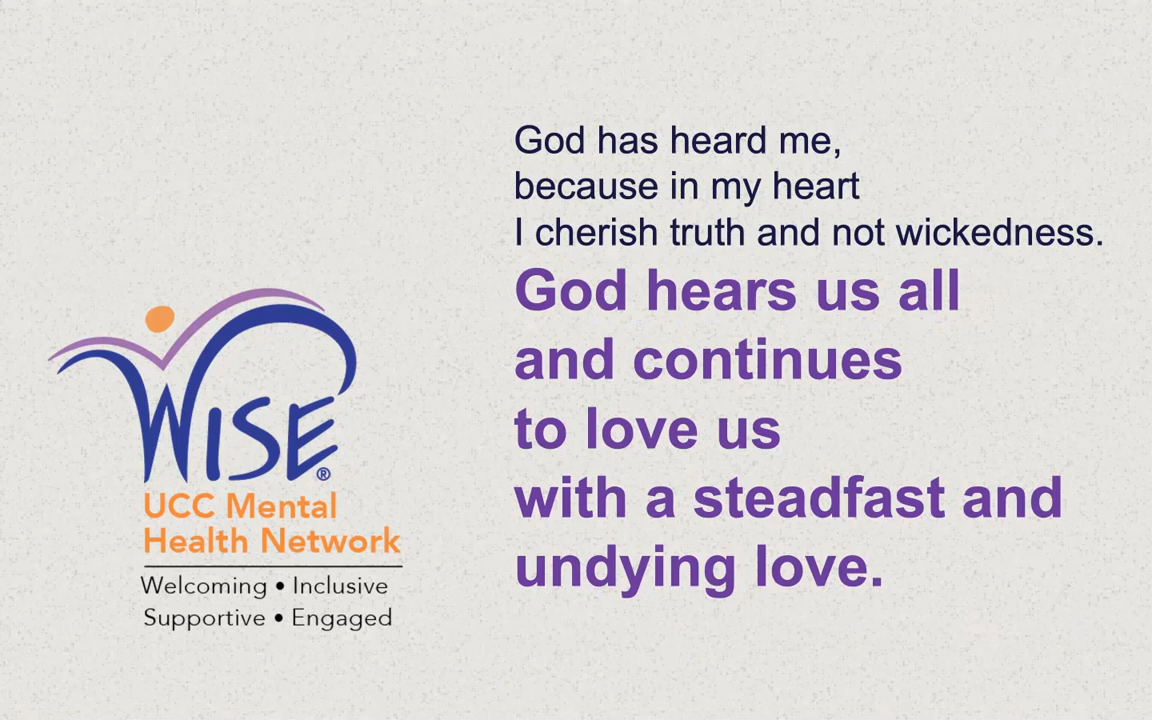 God has heard me,
because in my heart
I cherish truth and not wickedness.
God hears us all
and continues
to love us
with a steadfast and
undying love.
WISE®
UCC Mental
Health Network
Welcoming • Inclusive
Supportive • Engaged